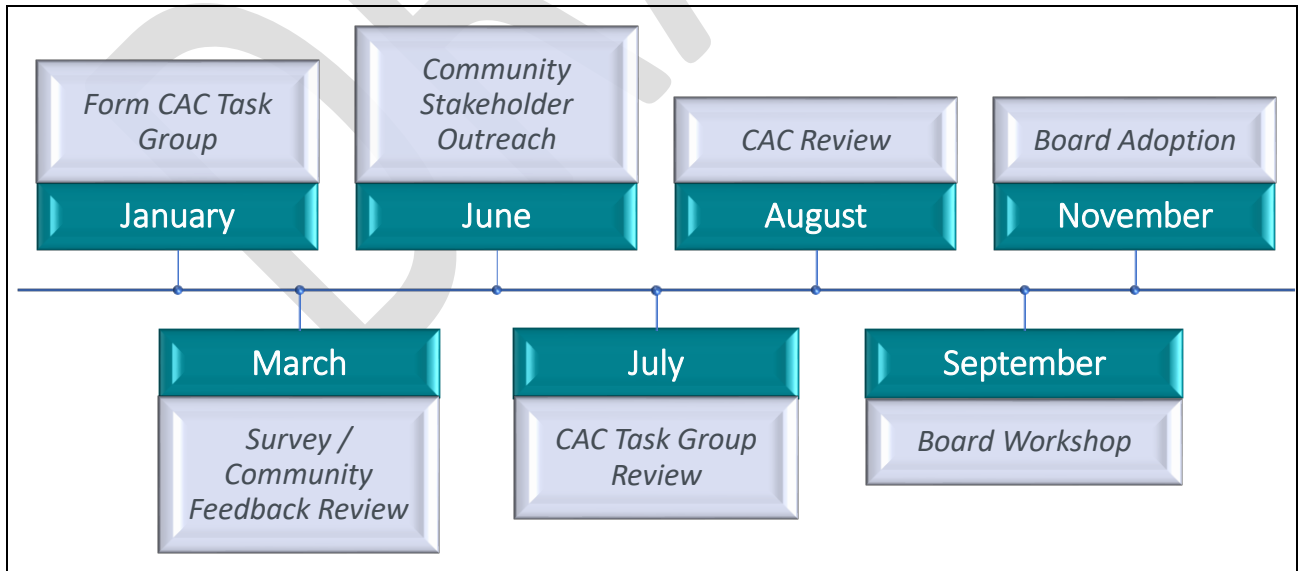 Form CAC Task
Group
January
Community
Stakeholder
Outreach
June
CAC Review
August
Board Adoption
November
March
Survey /
Community
Feedback Review
July
CAC Task Group
Review
September
Board Workshop